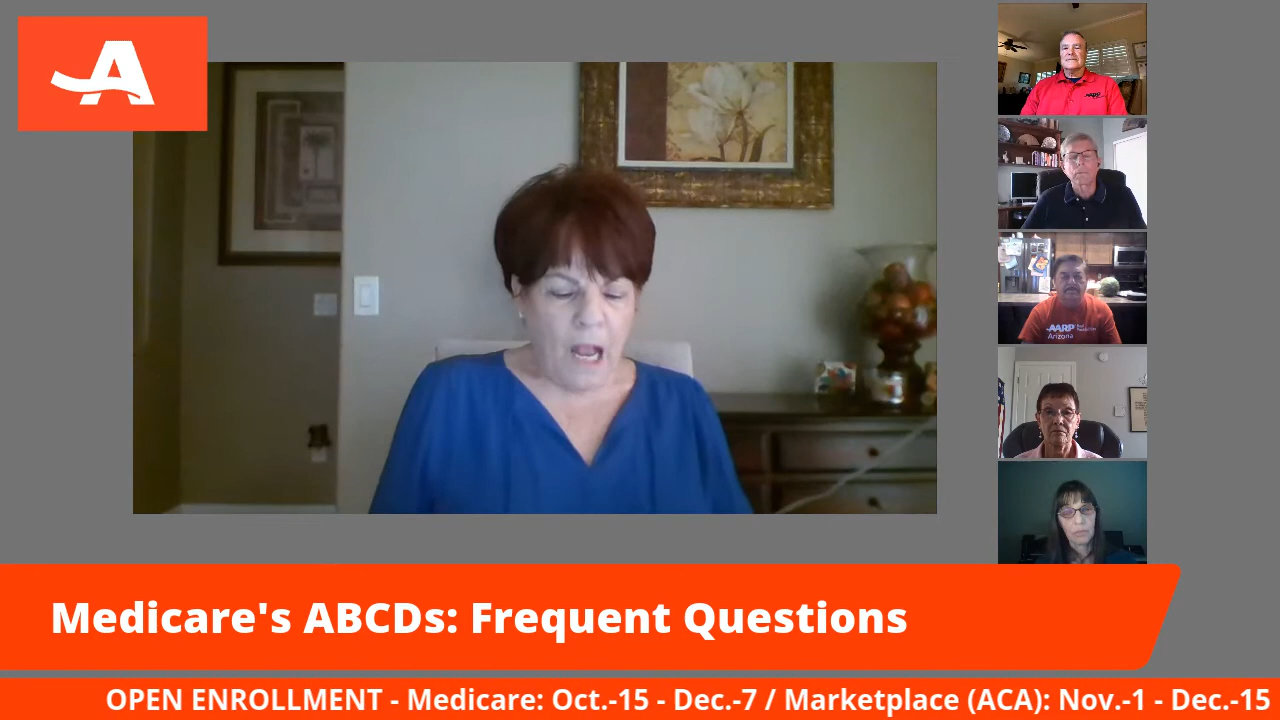 A
AARP
AARP
Arizona
Medicare's ABCDs: Frequent Questions
OPEN ENROLLMENT - Medicare: Oct.-15 - Dec.-7 / Marketplace (ACA): Nov.-1 - Dec.-15